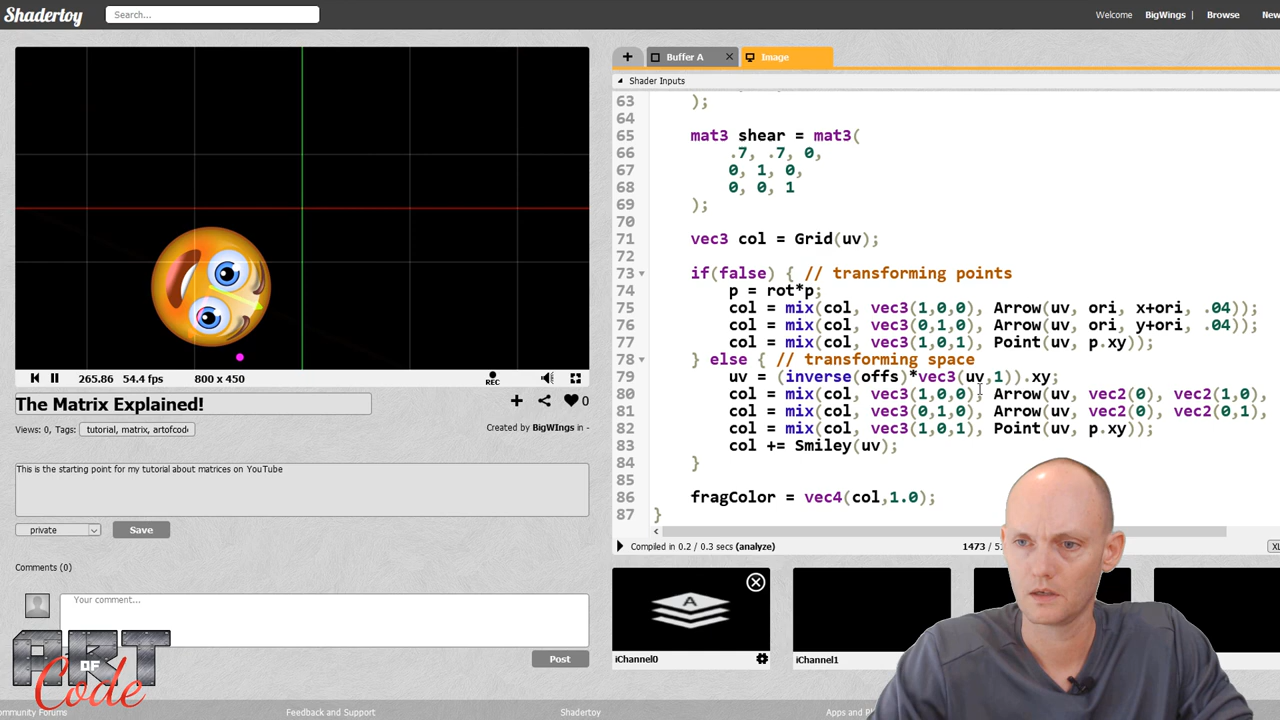 Shadertoy
Search...
Welcome BigWings | Browse New
Buffer A
Image
Shader Inputs
63 );
64
65 mat3 shear = mat3(
66 .7, .7, 0,
67 0, 1, 0,
68 0, 0, 1
69 );
70
71 vec3 col = Grid(uv);
72
73 if(false) { // transforming points
74 p = rot*p;
75 col = mix(col, vec3(1,0,0), Arrow(uv, ori, x+ori, .04));
76 col = mix(col, vec3(0,1,0), Arrow(uv, ori, y+ori, .04));
77 col = mix(col, vec3(1,0,1), Point(uv, p.xy));
78 } else { // transforming space
79 uv = (inverse(offs)*vec3(uv,1)).xy;
80 col = mix(col, vec3(1,0,0), Arrow(uv, vec2(0), vec2(1,0),
81 col = mix(col, vec3(0,1,0), Arrow(uv, vec2(0), vec2(0,1),
82 col = mix(col, vec3(1,0,1), Point(uv, p.xy));
83 col += Smiley(uv);
84 }
85
86 fragColor = vec4(col,1.0);
87 }
265.86 54.4 fps 800 x 450 REC
The Matrix Explained!
0
Views: 0, Tags: tutorial, matrix, artofcode
Created by BigWIngs in -
This is the starting point for my tutorial about matrices on YouTube
private
Save
Compiled in 0.2 / 0.3 secs (analyze) 1473 / 5
Comments (0)
Your comment...
Post
A
iChannel0
iChannel1
ART OF Code
Community Forums
Feedback and Support
Shadertoy
Apps and